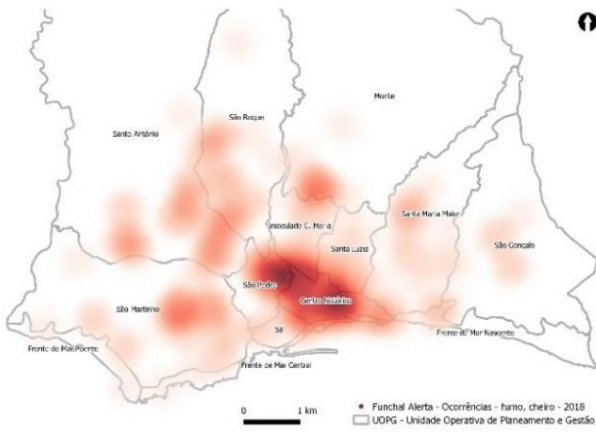 Monte
São Roque
Santo António
Santa Maria Maior
Imaculado C. Maria
Santa Luzia
São Gonçalo
São Pedro
Centro histórico
São Martinho
Sé
Frente de Mar Nascente
Frente de Mar Poente
Frente de Mar Central
0 1 km
Funchal Alerta - Ocorrências - fumo, cheiro - 2018
UOPG - Unidade Operativa de Planeamento e Gestão